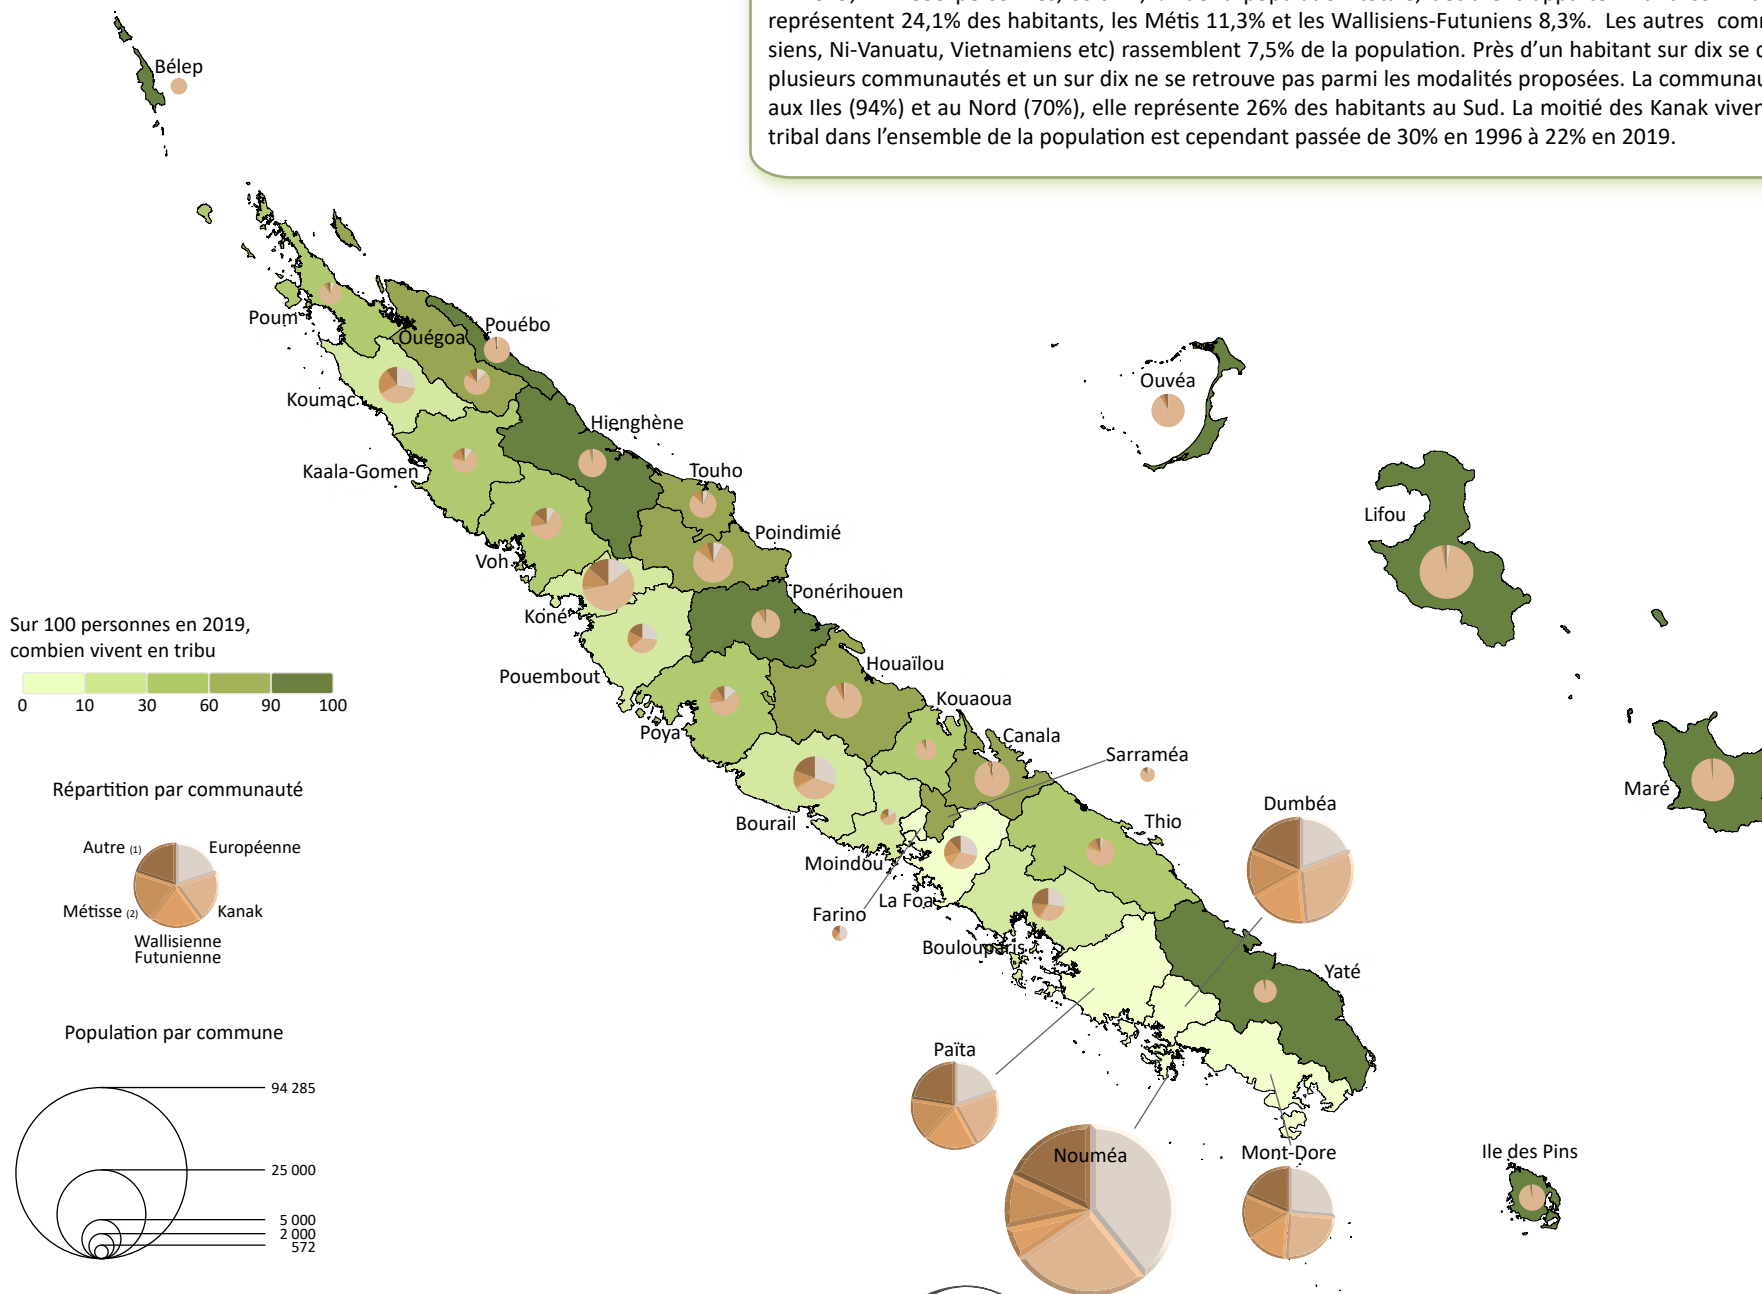 représentent 24,1% des habitants, les Métis 11,3% et les Wallisiens-Futuniens 8,3%. Les autres
siens, Ni-Vanuatu, Vietnamiens etc) rassemblent 7,5% de la population. Près d'un habitant sur dix se
plusieurs communautés et un sur dix ne se retrouve pas parmi les modalités proposées. La
aux Iles (94%) et au Nord (70%), elle représente 26% des habitants au Sud. La moitié des Kanak
tribal dans l'ensemble de la population est cependant passée de 30% en 1996 à 22% en 2019.
Bélep
Poum
Ouégoa
Pouébo
Koumac
Hienghène
Kaala-Gomen
Touho
Ouvéa
Lifou
Poindimié
Voh
Ponérihouen
Koné
Sur 100 personnes en 2019,
combien vivent en tribu
0 10 30 60 90 100
Pouembout
Houaïlou
Kouaoua
Poya
Canala
Sarraméa
Maré
Répartition par communauté
Dumbéa
Bourail
Thio
Autre (1)
Européenne
Moindou
Métisse (2)
Kanak
La Foa
Farino
Wallisienne
Futunienne
Boulouparis
Yaté
Population par commune
Païta
94 285
25 000
5 000
2 000
572
Nouméa
Mont-Dore
Ile des Pins